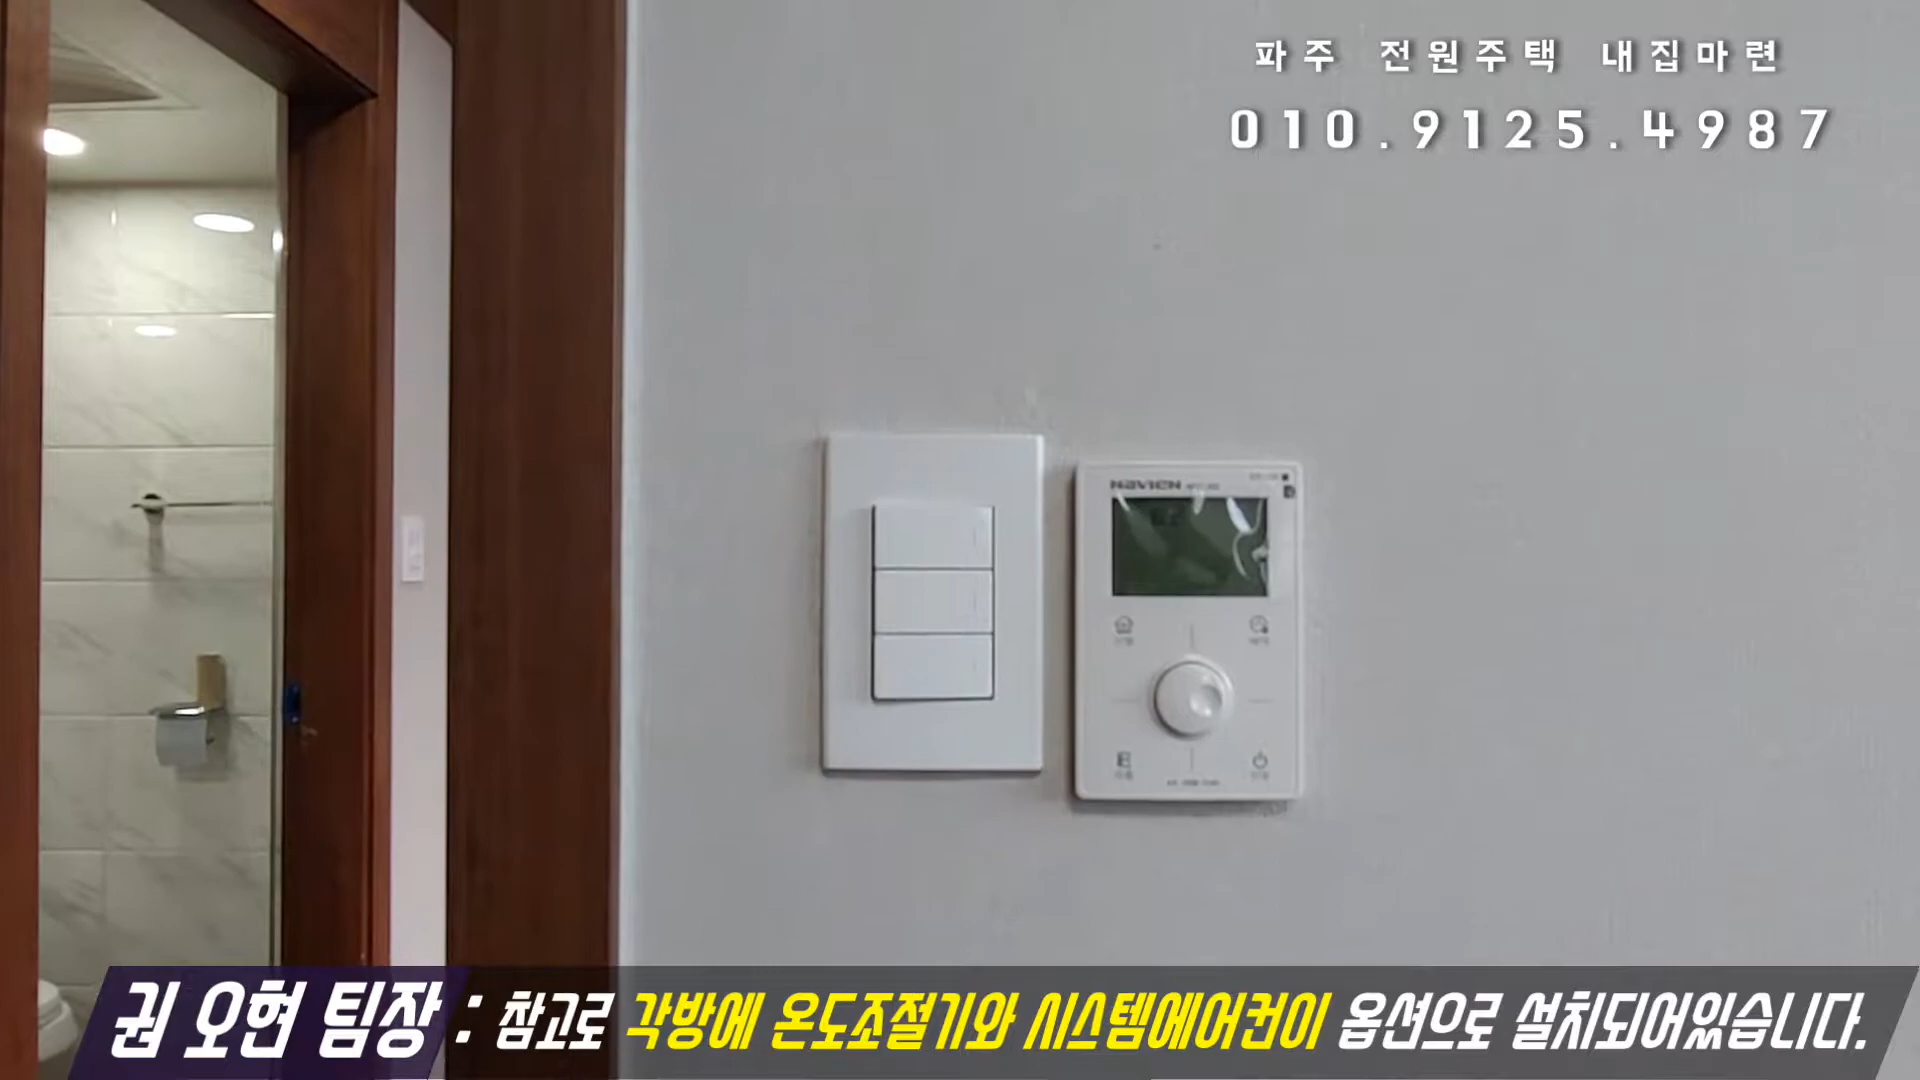 파주 전원주택 내집마련
010.9125.4987
NAVIEN
권 오현 팀장 : 참고로 각방에 온도조절기와 시스템에어컨이 옵션으로 설치되어있습니다.